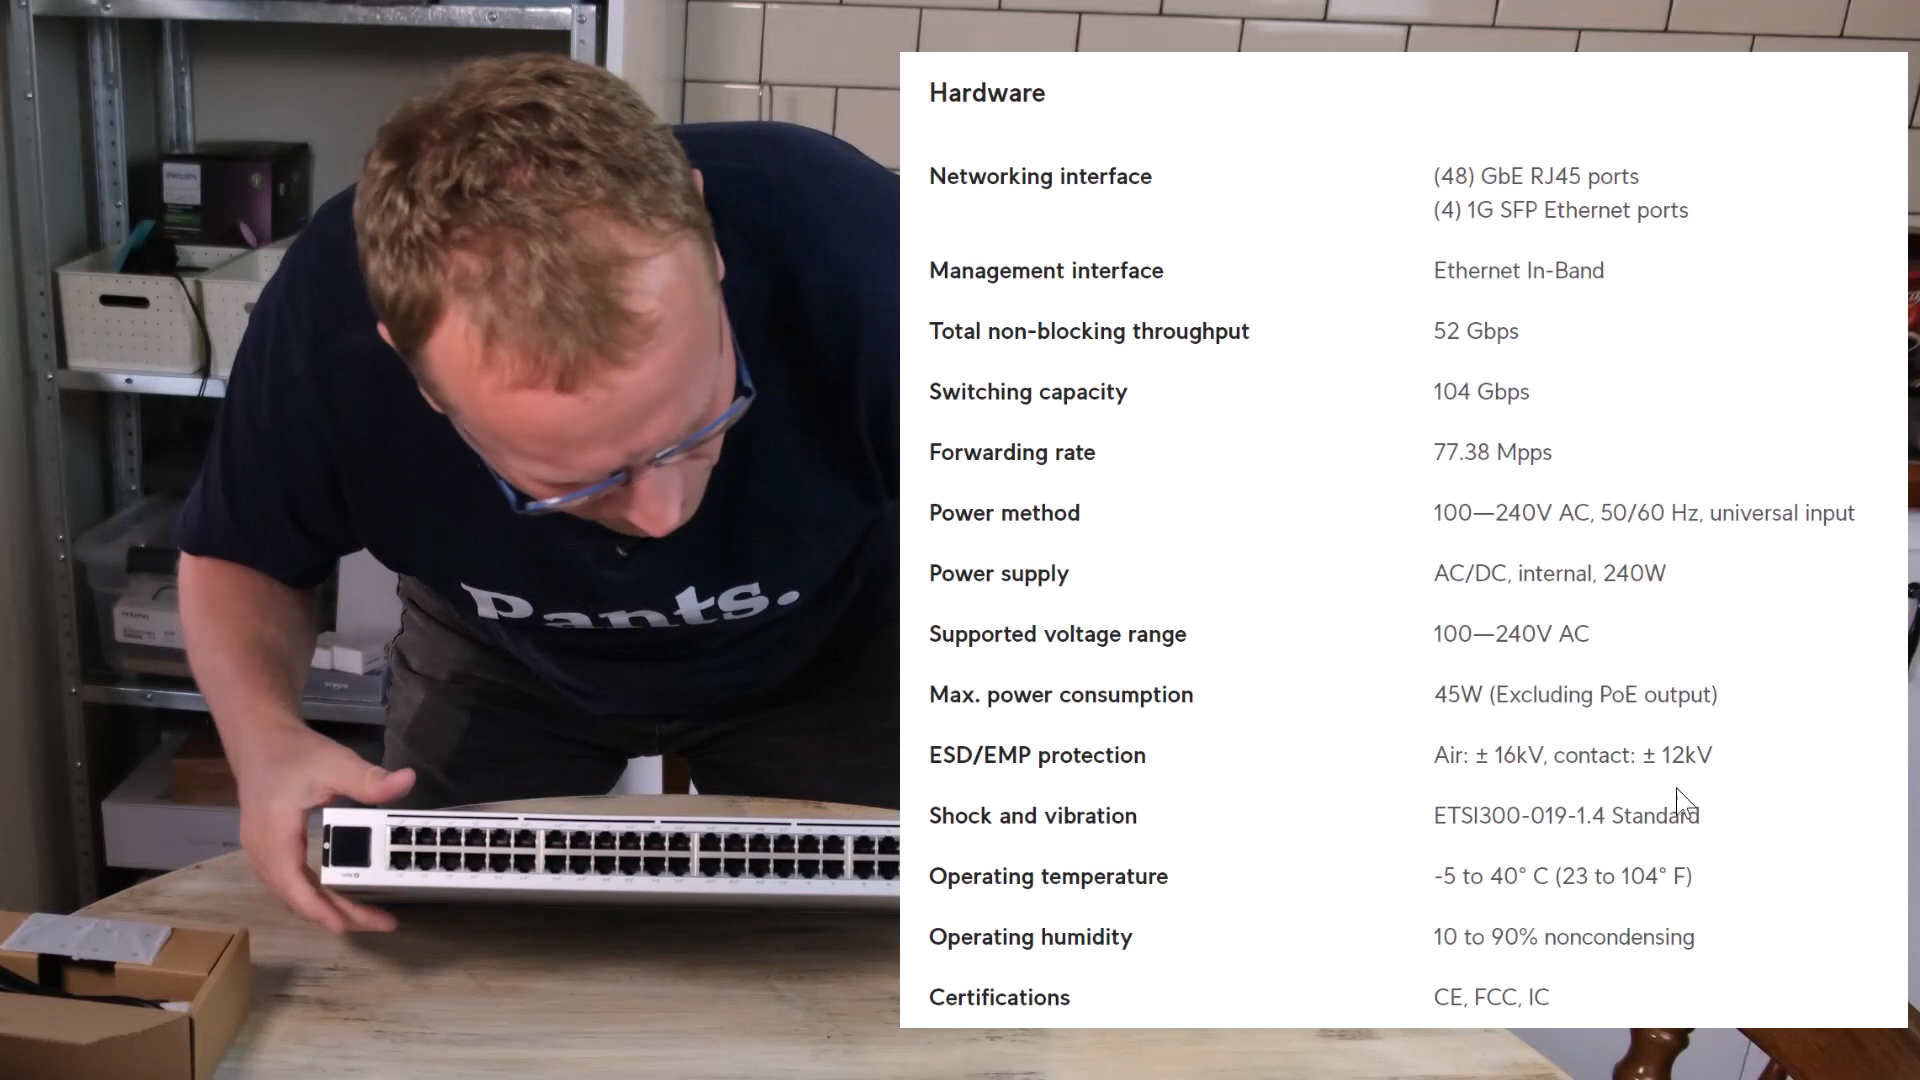 Hardware
Networking interface
(48) GbE RJ45 ports
(4) 1G SFP Ethernet ports
Management interface
Ethernet In-Band
Total non-blocking throughput
52 Gbps
Switching capacity
104 Gbps
Forwarding rate
77.38 Mpps
Power method
100—240V AC, 50/60 Hz, universal input
Power supply
AC/DC, internal, 240W
Supported voltage range
100—240V AC
Max. power consumption
45W (Excluding PoE output)
ESD/EMP protection
Air: ± 16kV, contact: ± 12kV
Shock and vibration
ETSI300-019-1.4 Standard
Operating temperature
-5 to 40° C (23 to 104° F)
Operating humidity
10 to 90% noncondensing
Certifications
CE, FCC, IC
PHILIPS
Pants.